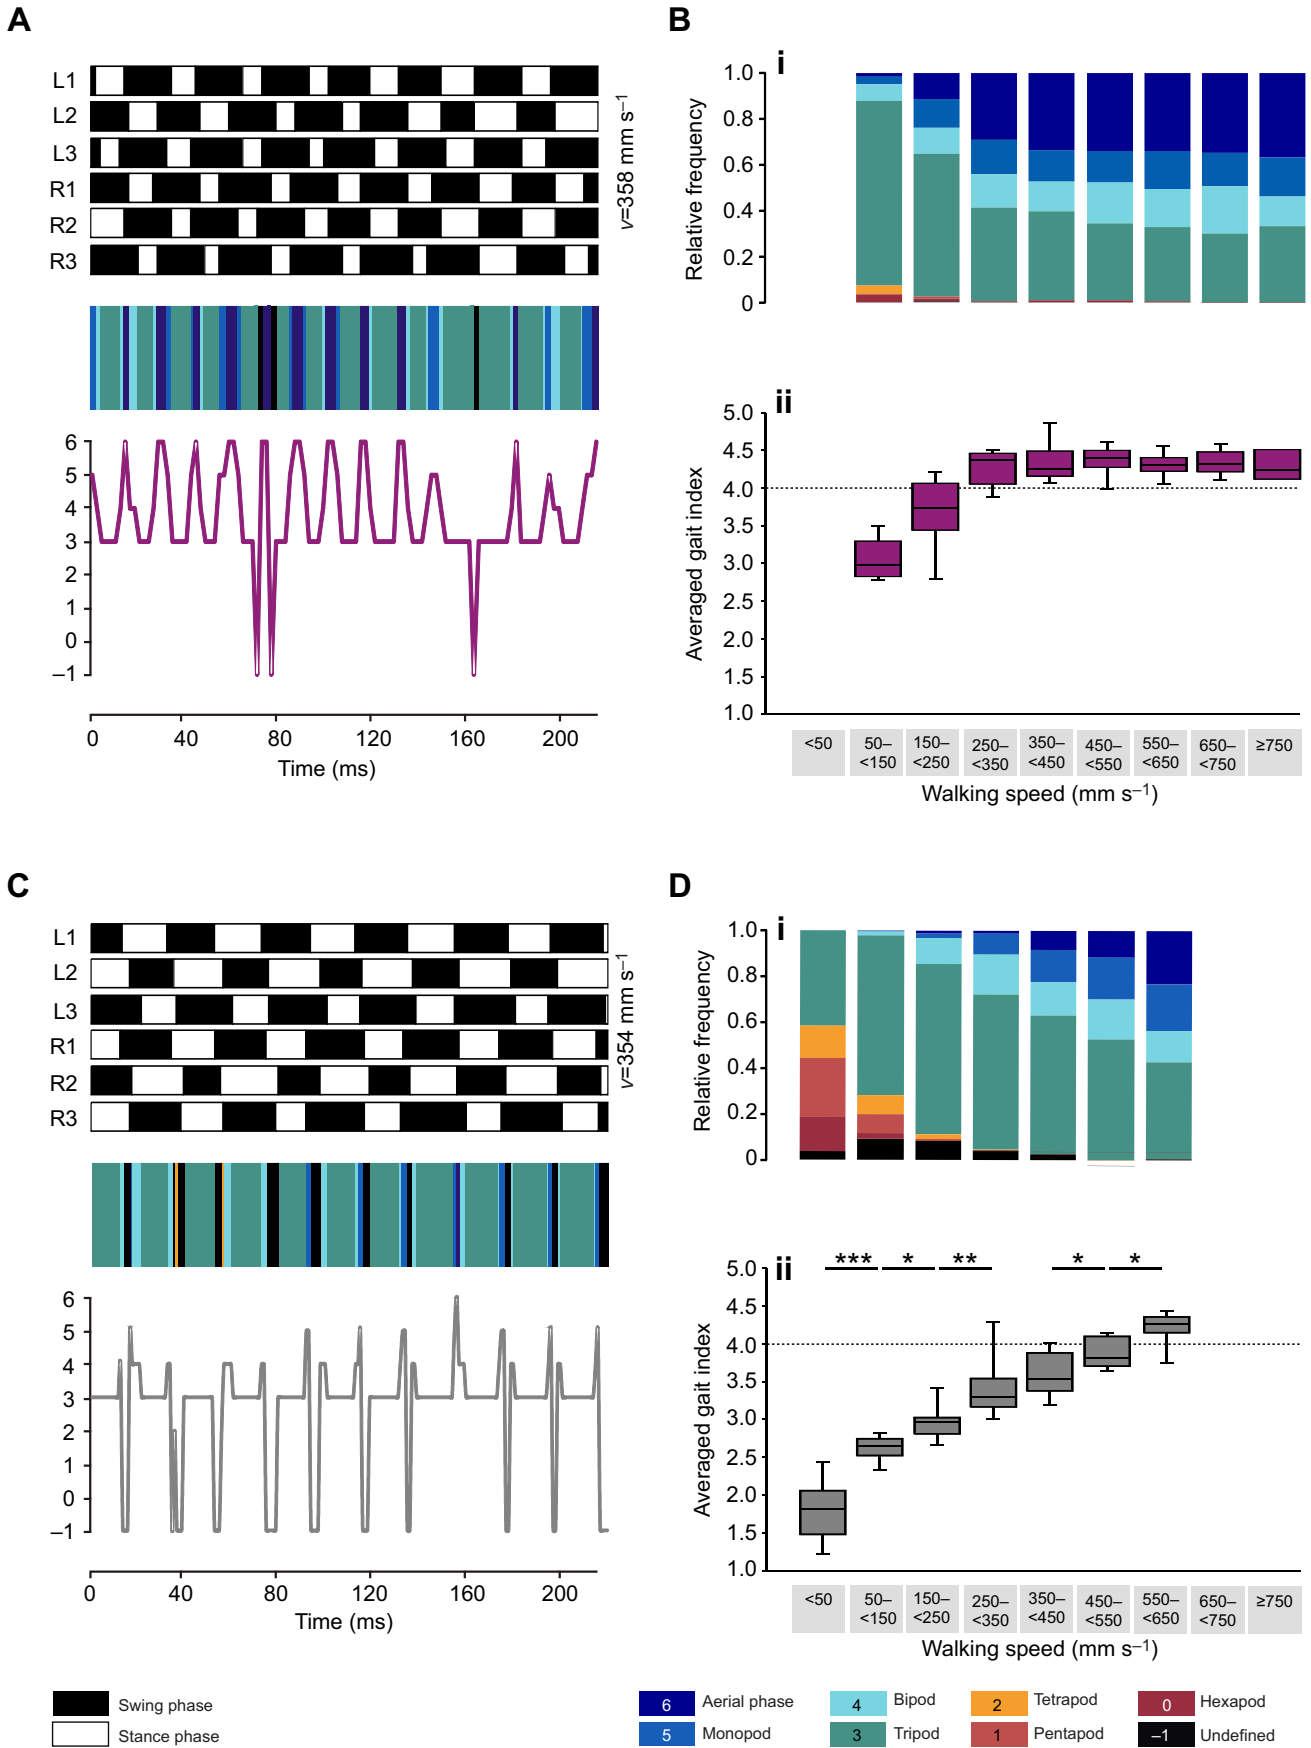 A
L1
L2
L3
R1
R2
R3
v=358 mm s–1
6
5
4
3
2
1
0
–1
0 40 80 120 160 200
Time (ms)
B
i
1.0
0.8
0.6
0.4
0.2
0
Relative frequency
ii
5.0
4.5
4.0
3.5
3.0
2.5
2.0
1.5
1.0
Averaged gait index
<50 50–<150 150–<250 250–<350 350–<450 450–<550 550–<650 650–<750 ≥750
Walking speed (mm s–1)
C
L1
L2
L3
R1
R2
R3
v=354 mm s–1
6
5
4
3
2
1
0
–1
0 40 80 120 160 200
Time (ms)
D
i
1.0
0.8
0.6
0.4
0.2
0
Relative frequency
ii
*** * ** * *
5.0
4.5
4.0
3.5
3.0
2.5
2.0
1.5
1.0
Averaged gait index
<50 50–<150 150–<250 250–<350 350–<450 450–<550 550–<650 650–<750 ≥750
Walking speed (mm s–1)
Swing phase
Stance phase
6 Aerial phase
5 Monopod
4 Bipod
3 Tripod
2 Tetrapod
1 Pentapod
0 Hexapod
–1 Undefined